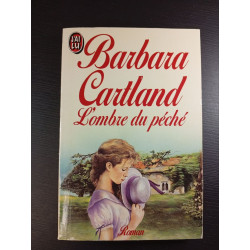 J'AI
LU
Barbara
Cartland
L'ombre du péché
Roman